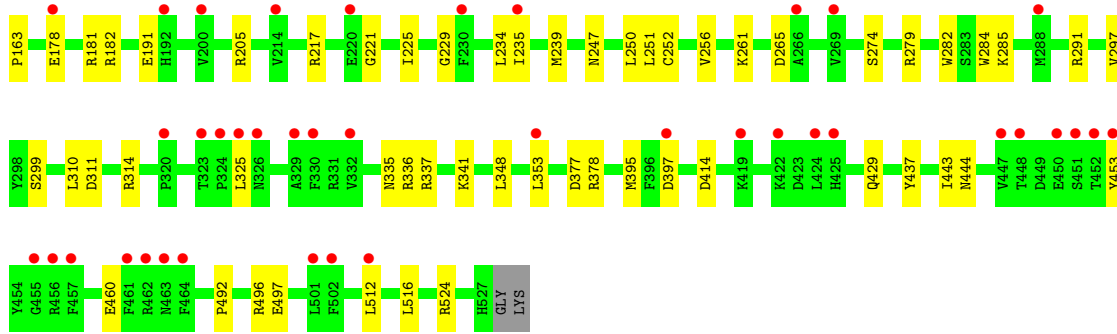 P163 E178 R181 R182 E191 H192 V200 R205 V214 R217 E220 G221 I225 G229 F230 L234 I235 M239 N247 L250 L251 C252 V256 K261 D265 A266 V269 S274 R279 W282 S283 W284 K285 M288 R291 V297
Y298 S299 L310 D311 R314 P320 T323 P324 L325 N326 A329 F330 R331 V332 N335 R336 R337 K341 L348 L353 D377 R378 M395 F396 D397 D414 K419 K422 D423 L424 H425 Q429 Y437 I443 N444 V447 T448 D449 E450 S451 T452 Y453
Y454 G455 R456 F457 E460 F461 R462 N463 F464 P492 R496 E497 L501 F502 L512 L516 R524 H527 GLY LYS